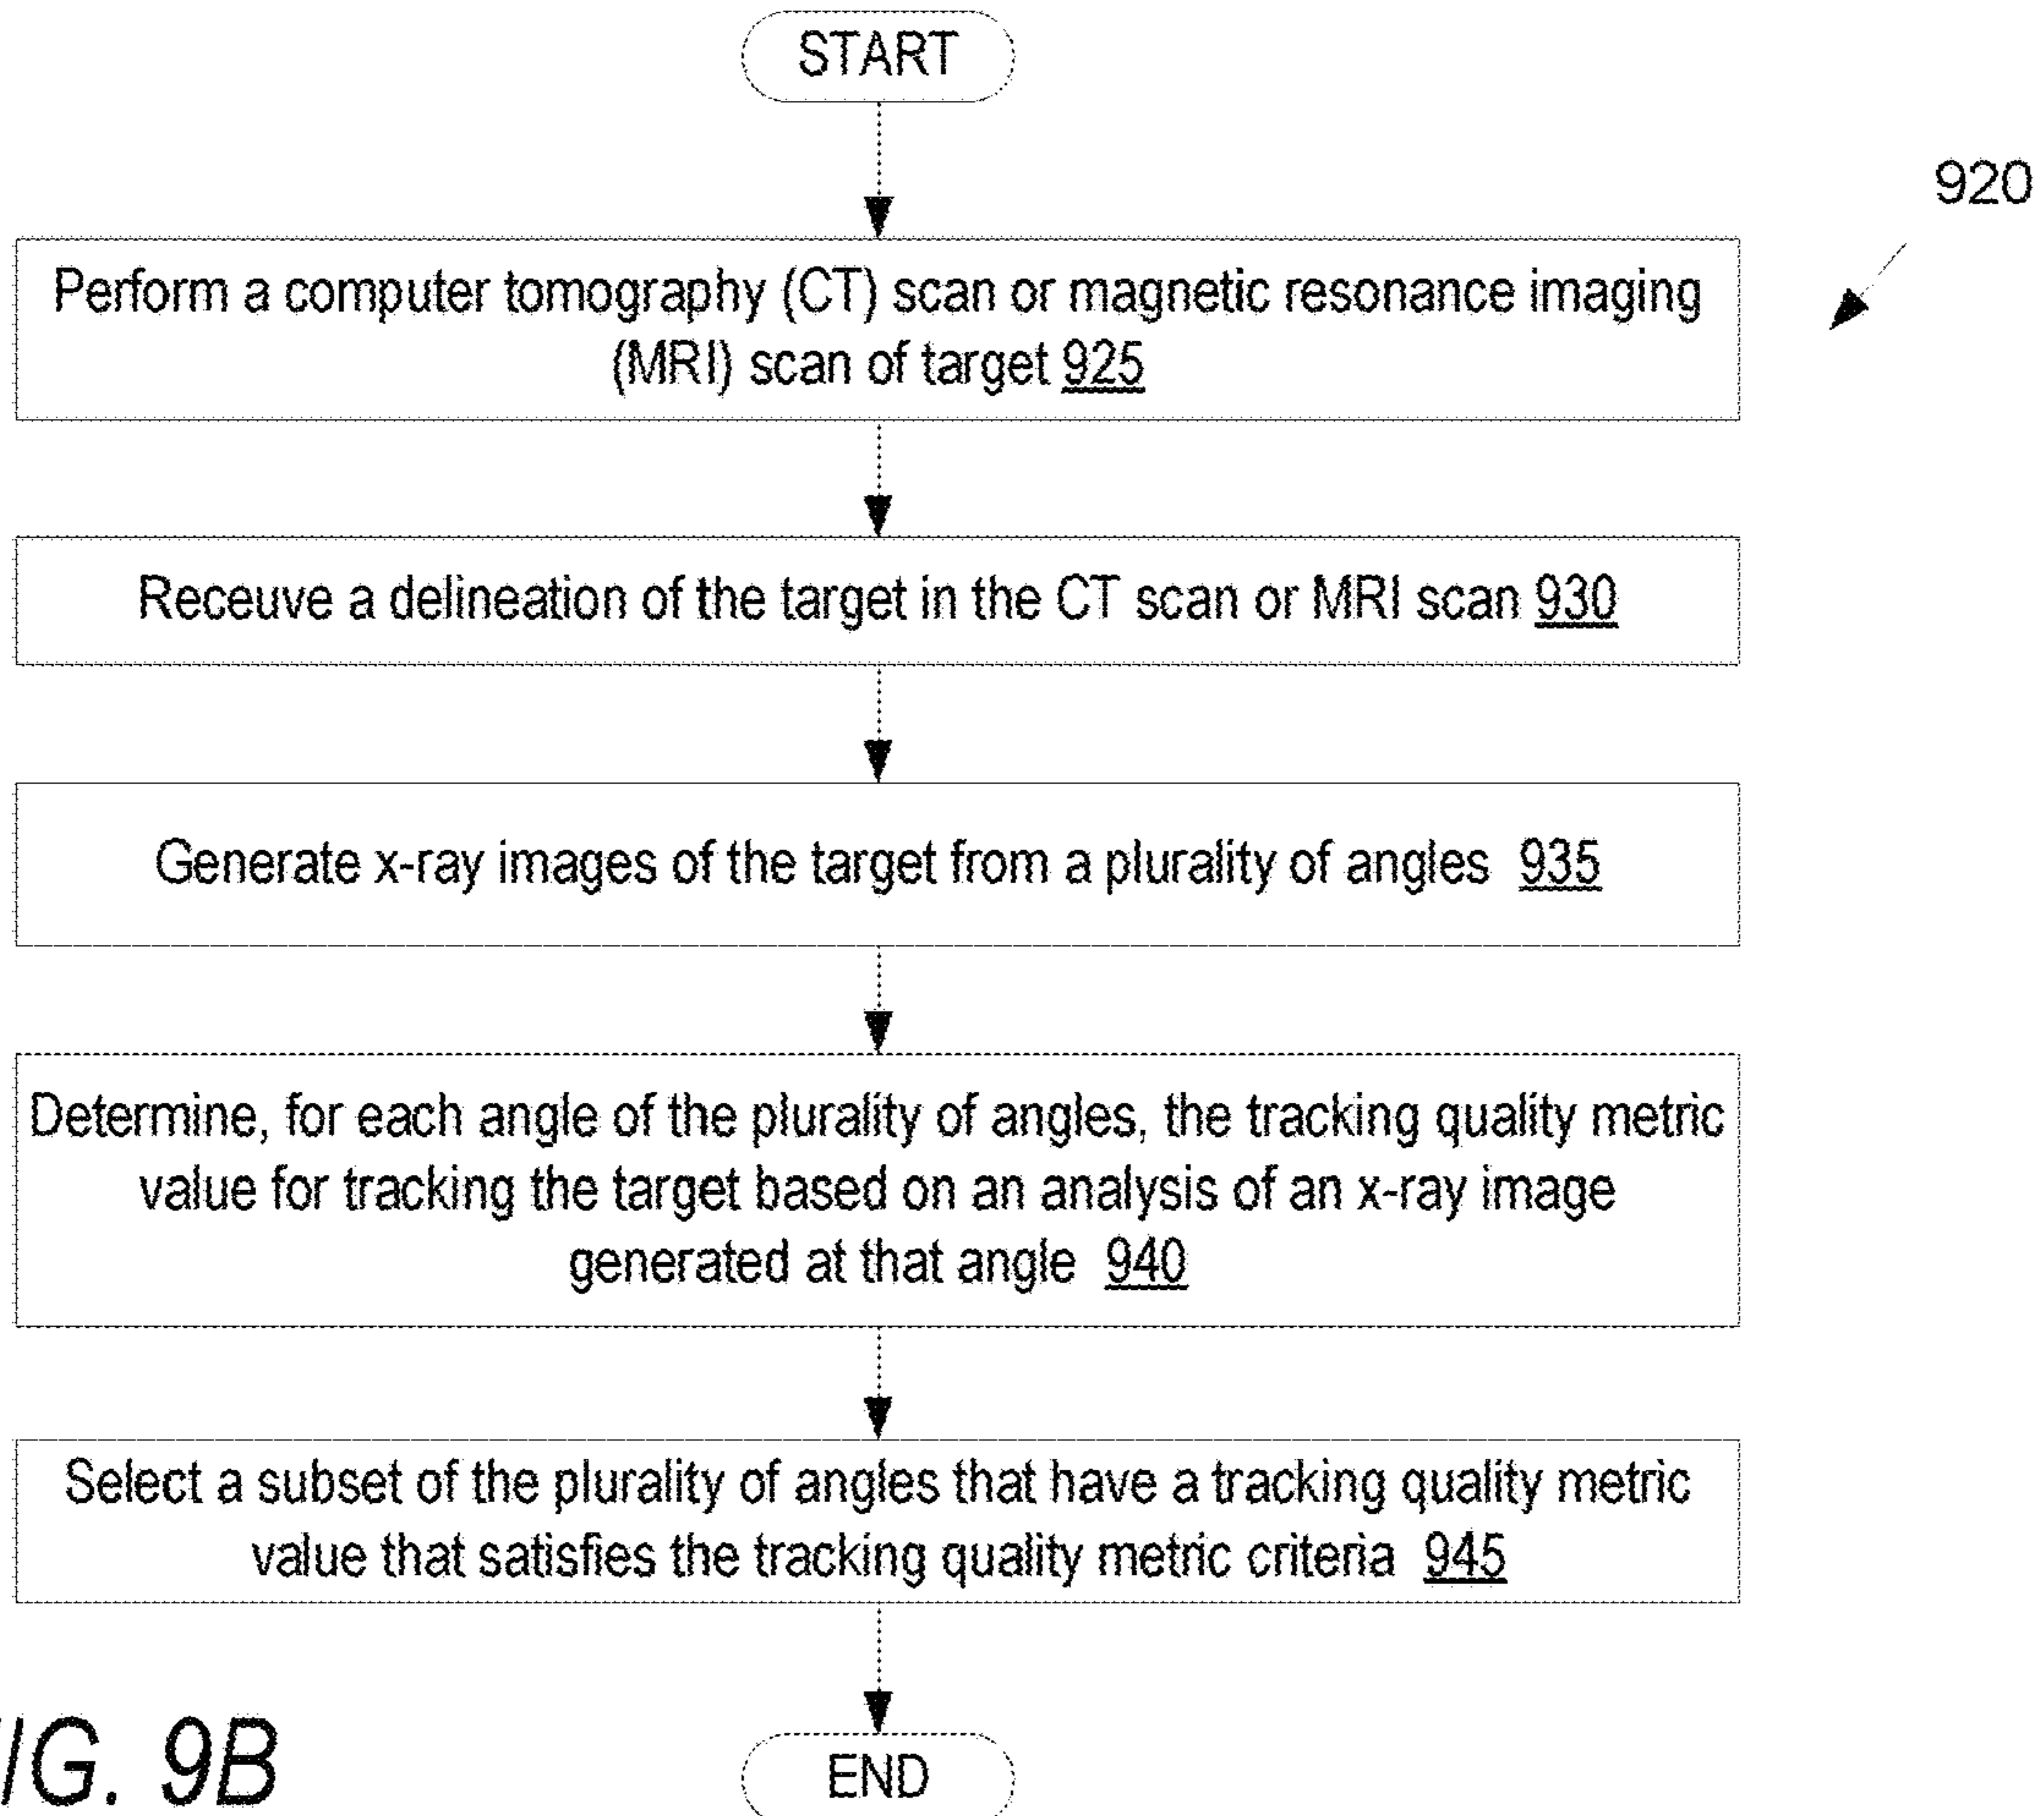 START
920
Perform a computer tomography (CT) scan or magnetic resonance imaging
(MRI) scan of target 925
Receuve a delineation of the target in the CT scan or MRI scan 930
Generate x-ray images of the target from a plurality of angles 935
Determine, for each angle of the plurality of angles, the tracking quality metric
value for tracking the target based on an analysis of an x-ray image
generated at that angle 940
Select a subset of the plurality of angles that have a tracking quality metric
value that satisfies the tracking quality metric criteria 945
END
IG. 9B